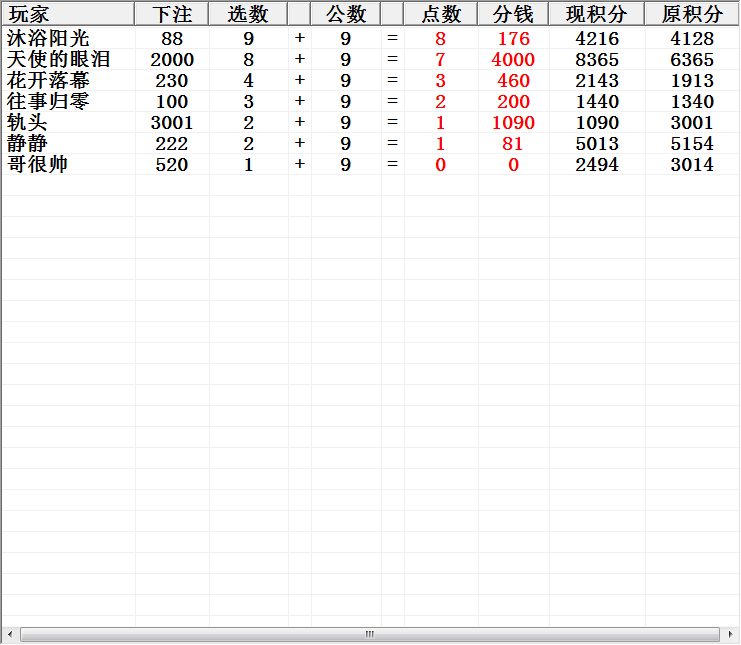 玩家 下注 选数 公数 点数 分钱 现积分 原积分
沐浴阳光 88 9 + 9 = 8 176 4216 4128
天使的眼泪 2000 8 + 9 = 7 4000 8365 6365
花开落幕 230 4 + 9 = 3 460 2143 1913
往事归零 100 3 + 9 = 2 200 1440 1340
轨头 3001 2 + 9 = 1 1090 1090 3001
静静 222 2 + 9 = 1 81 5013 5154
哥很帅 520 1 + 9 = 0 0 2494 3014